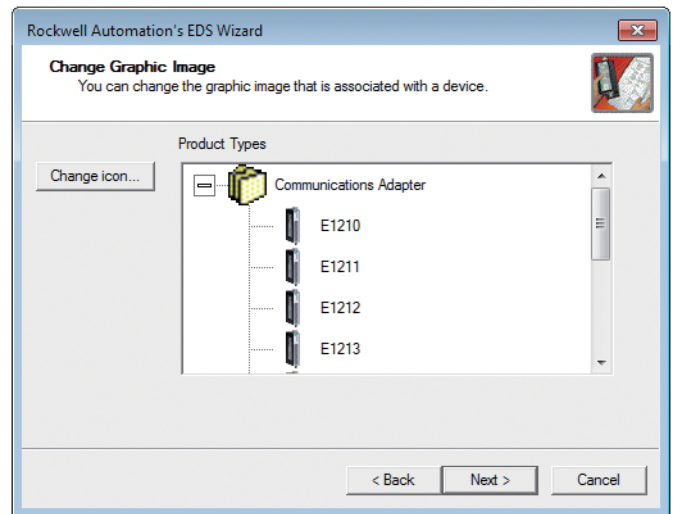 Rockwell Automation's EDS Wizard
Change Graphic Image
You can change the graphic image that is associated with a device.
Product Types
Change icon...
Communications Adapter
E1210
E1211
E1212
E1213
< Back
Next >
Cancel